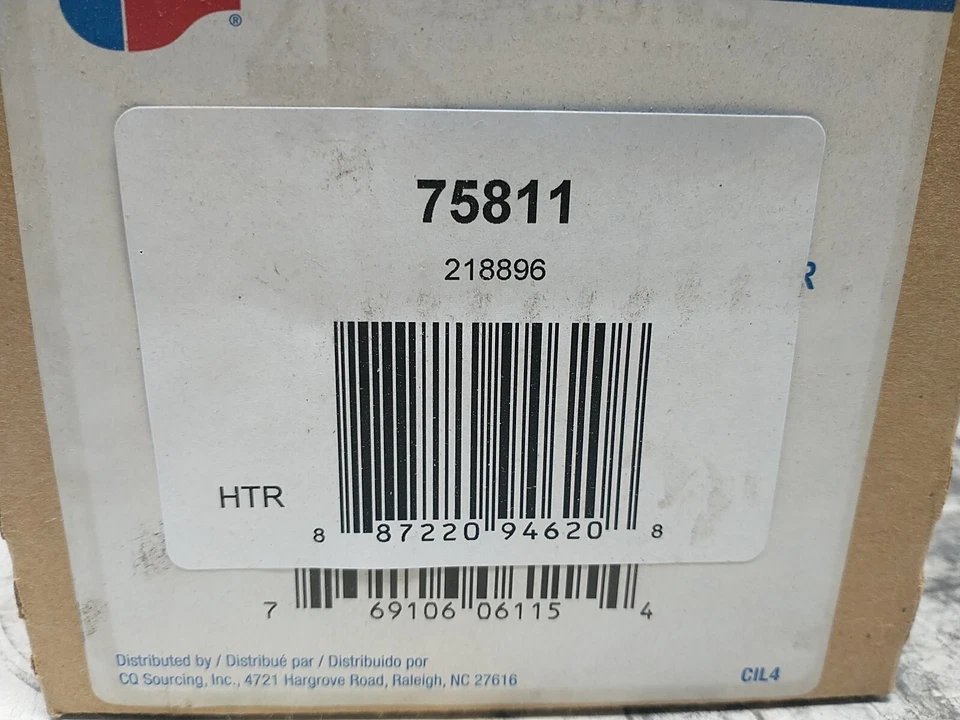 ®
75811
218896
R
HTR
8 87220 94620 8
7 69106 06115 4
Distributed by / Distribué par / Distribuido por
CQ Sourcing, Inc., 4721 Hargrove Road, Raleigh, NC 27616
CIL4